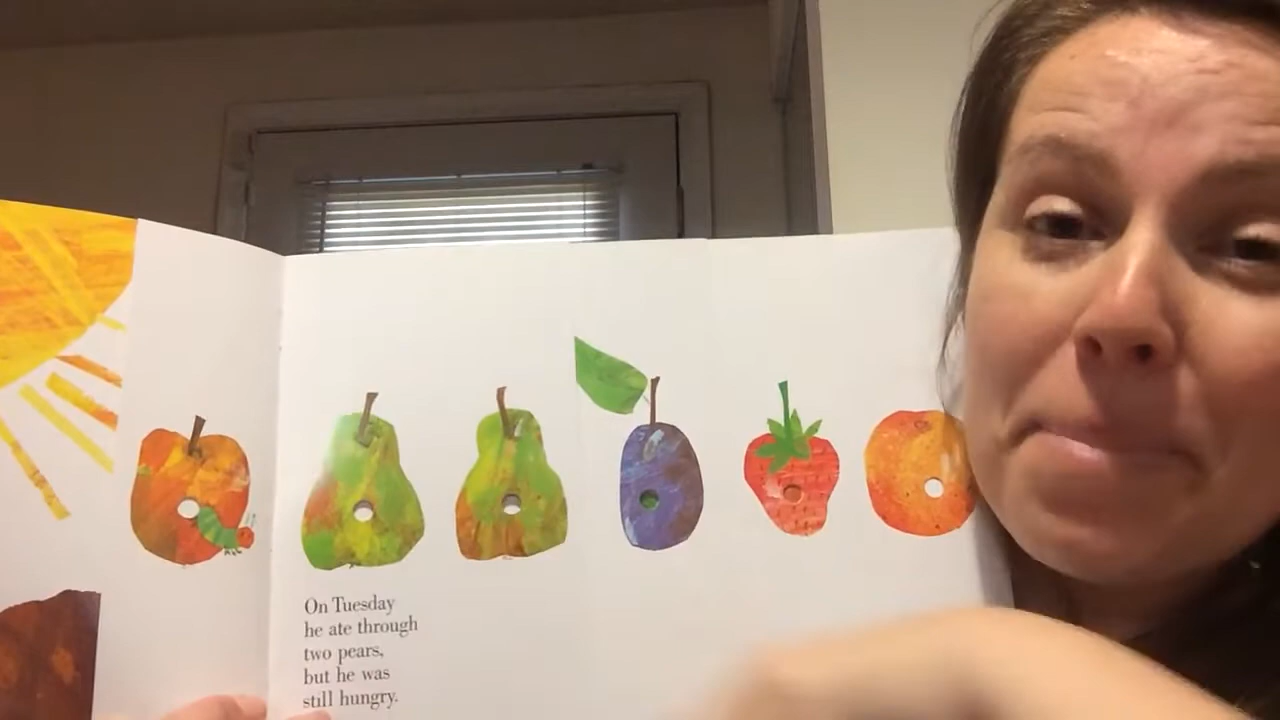 On Tuesday
he ate through
two pears,
but he was
still hungry.